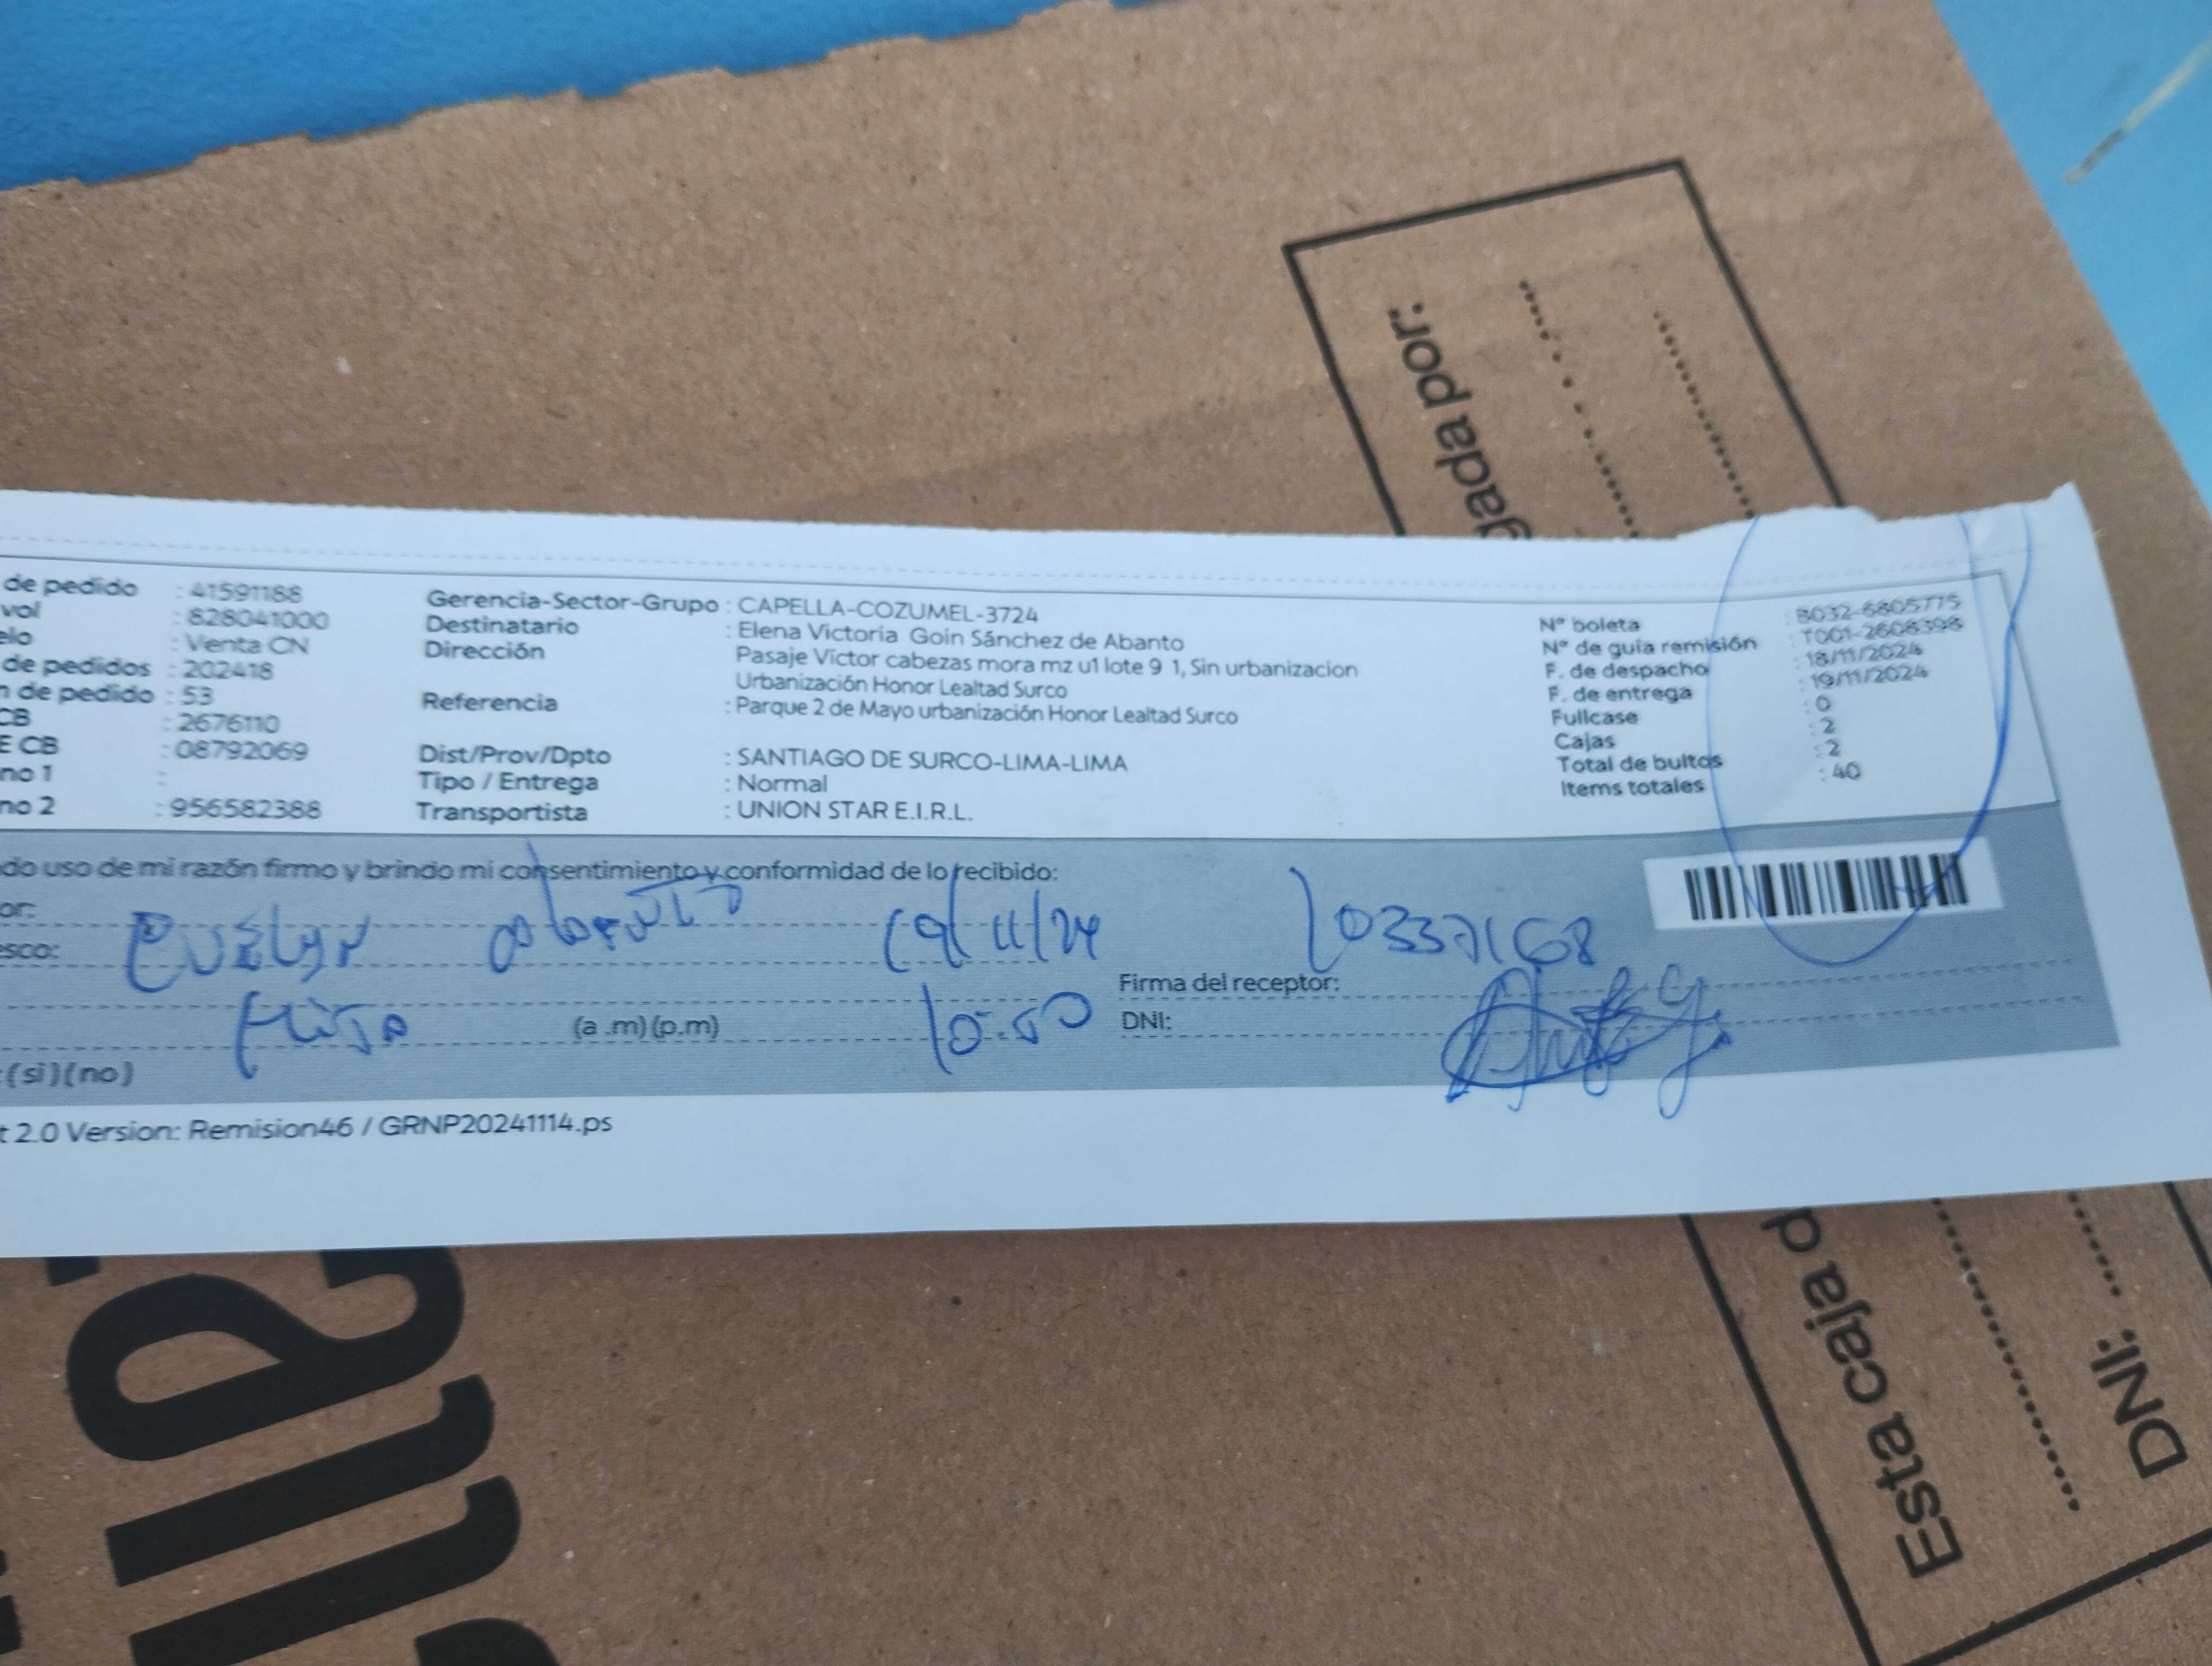 de pedido : 41591188
vol : 828041000
elo : Venta CN
de pedidos : 202418
n de pedido : 53
CB : 2676110
E CB : 08792069
no 1 :
no 2 : 956582388
Gerencia-Sector-Grupo : CAPELLA-COZUMEL-3724
Destinatario : Elena Victoria Goin Sánchez de Abanto
Dirección : Pasaje Víctor cabezas mora mz u1 lote 9 1, Sin urbanizacion
Urbanización Honor Lealtad Surco
Referencia : Parque 2 de Mayo urbanización Honor Lealtad Surco
Dist/Prov/Dpto : SANTIAGO DE SURCO-LIMA-LIMA
Tipo / Entrega : Normal
Transportista : UNION STAR E.I.R.L.
Nº boleta : B032-6805775
Nº de guía remisión : T001-2608398
F. de despacho : 18/11/2024
F. de entrega : 19/11/2024
Fullcase : 0
Cajas : 2
Total de bultos : 2
Items totales : 40
do uso de mi razón firmo y brindo mi consentimiento y conformidad de lo recibido:
or:
esco: Evelyn Abanto 19/11/24 10337168
Hija (a .m) (p.m) 10:50
Firma del receptor:
DNI:
: (si) (no)
t 2.0 Version: Remision46 / GRNP20241114.ps
gada por:
Esta caja d
DNI: